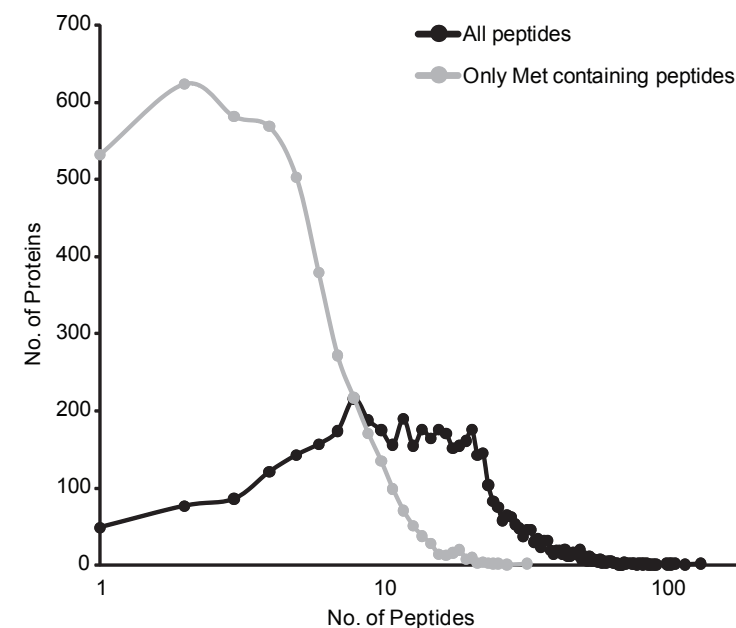 700
All peptides
Only Met containing peptides
600
500
400
300
200
100
0
No. of Proteins
1
10
100
No. of Peptides